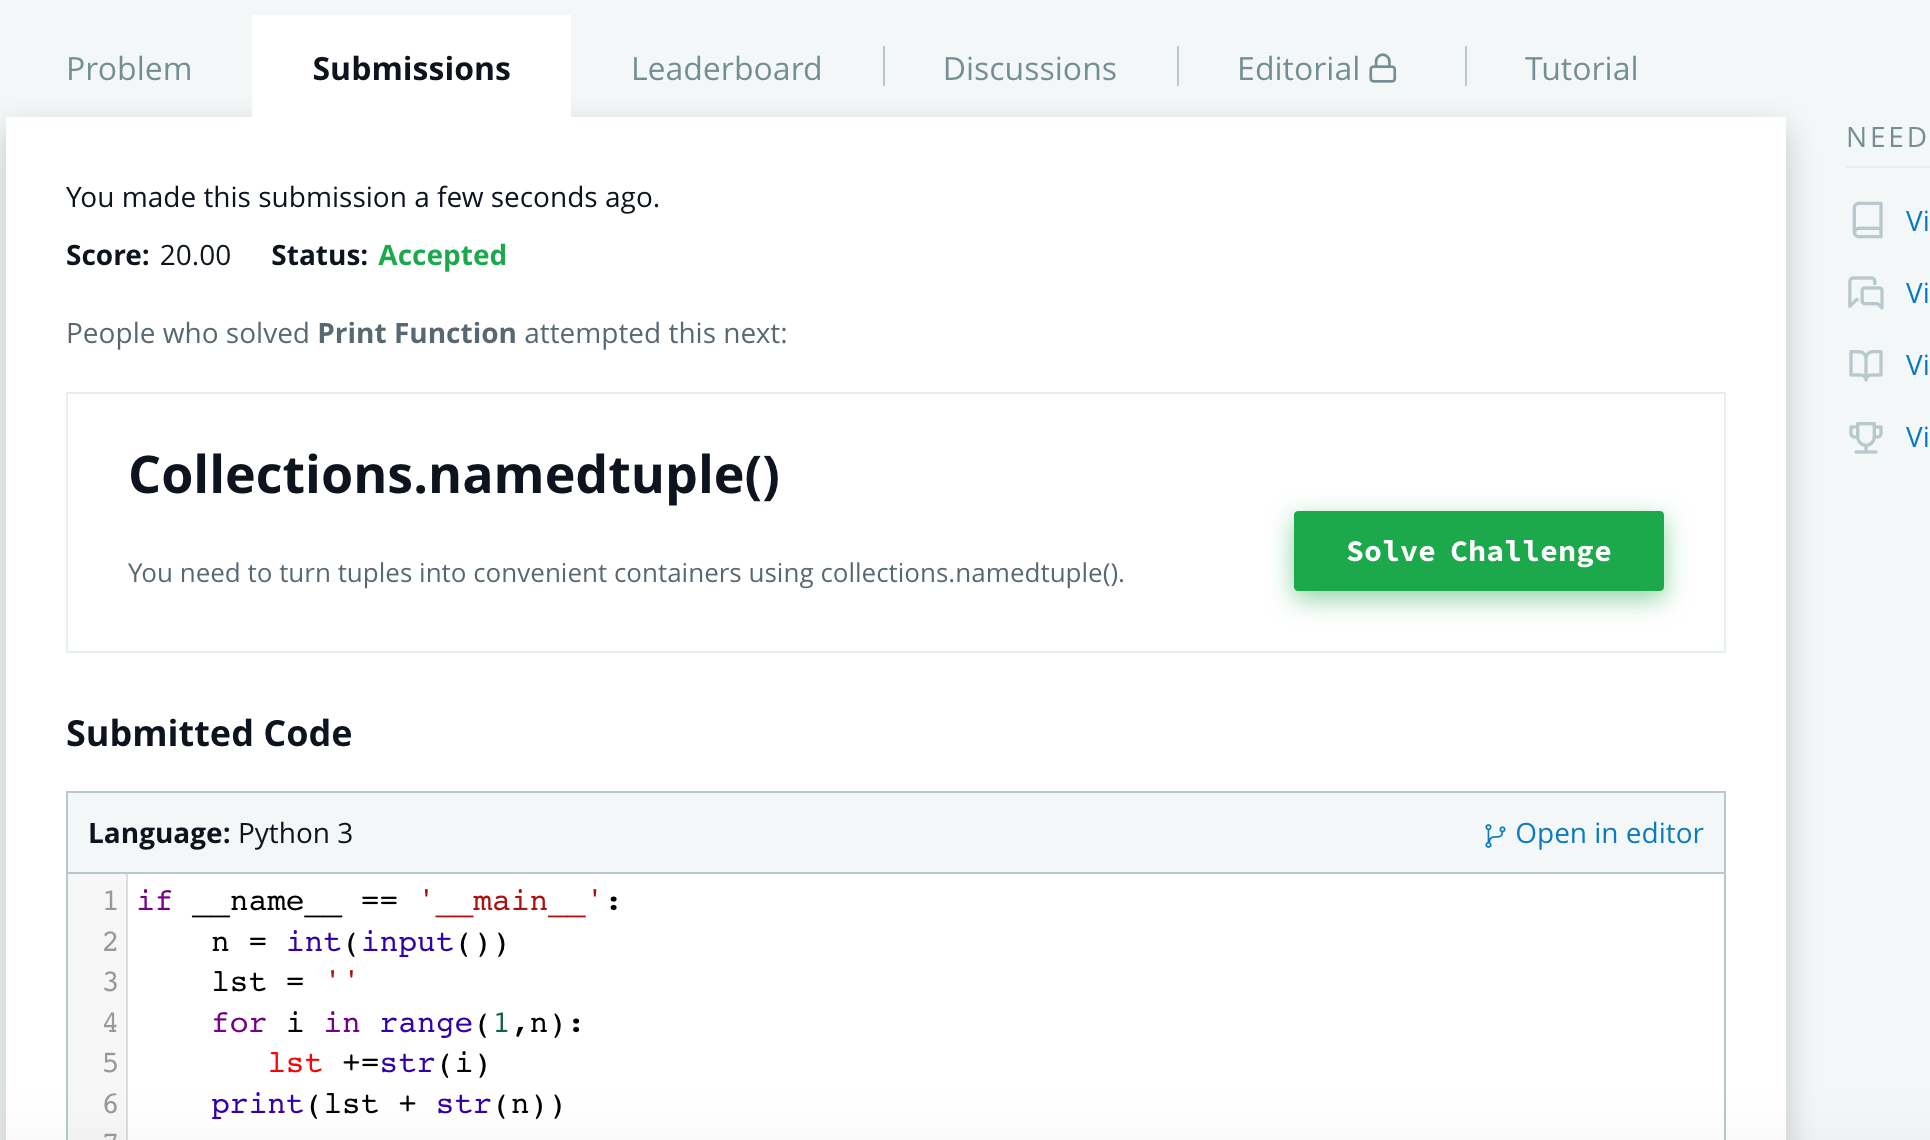 Problem Submissions Leaderboard Discussions Editorial Tutorial
NEED
You made this submission a few seconds ago.
Score: 20.00 Status: Accepted
People who solved Print Function attempted this next:
Vi
Vi
Vi
Vi
Collections.namedtuple()
You need to turn tuples into convenient containers using collections.namedtuple().
Solve Challenge
Submitted Code
Language: Python 3 Open in editor
1 if __name__ == '__main__':
2     n = int(input())
3     lst = ''
4     for i in range(1,n):
5        lst +=str(i)
6     print(lst + str(n))
7